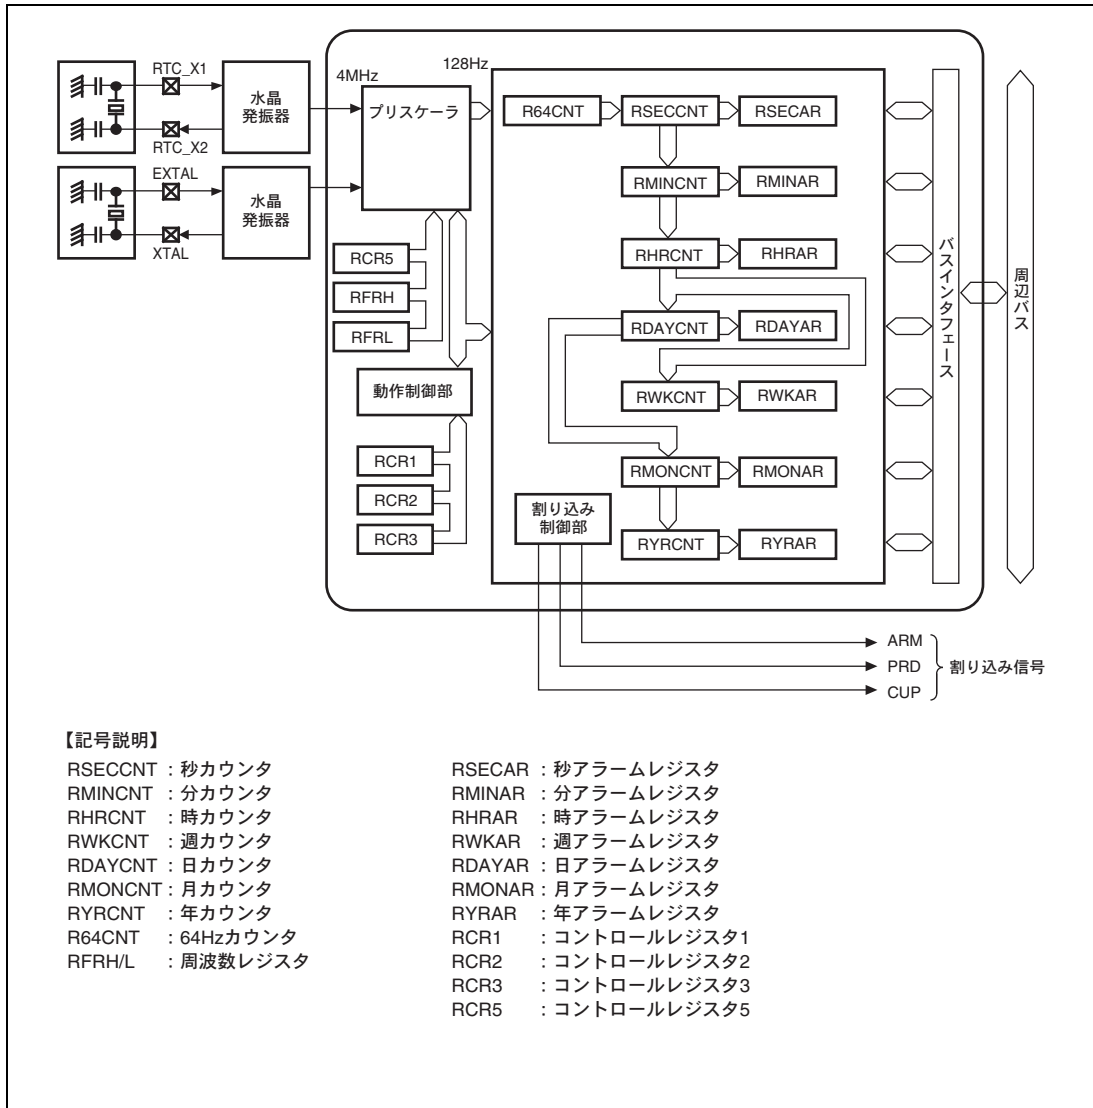 RTC_X1
RTC_X2
EXTAL
XTAL
水晶
発振器
水晶
発振器
4MHz
128Hz
プリスケーラ
RCR5
RFRH
RFRL
動作制御部
RCR1
RCR2
RCR3
R64CNT
RSECCNT
RSECAR
RMINCNT
RMINAR
RHRCNT
RHRAR
RDAYCNT
RDAYAR
RWKCNT
RWKAR
RMONCNT
RMONAR
RYRCNT
RYRAR
割り込み
制御部
バスインタフェース
周辺バス
ARM
PRD
CUP
割り込み信号
【記号説明】
RSECCNT : 秒カウンタ
RMINCNT : 分カウンタ
RHRCNT : 時カウンタ
RWKCNT : 週カウンタ
RDAYCNT : 日カウンタ
RMONCNT : 月カウンタ
RYRCNT : 年カウンタ
R64CNT : 64Hzカウンタ
RFRH/L : 周波数レジスタ
RSECAR : 秒アラームレジスタ
RMINAR : 分アラームレジスタ
RHRAR : 時アラームレジスタ
RWKAR : 週アラームレジスタ
RDAYAR : 日アラームレジスタ
RMONAR : 月アラームレジスタ
RYRAR : 年アラームレジスタ
RCR1 : コントロールレジスタ1
RCR2 : コントロールレジスタ2
RCR3 : コントロールレジスタ3
RCR5 : コントロールレジスタ5